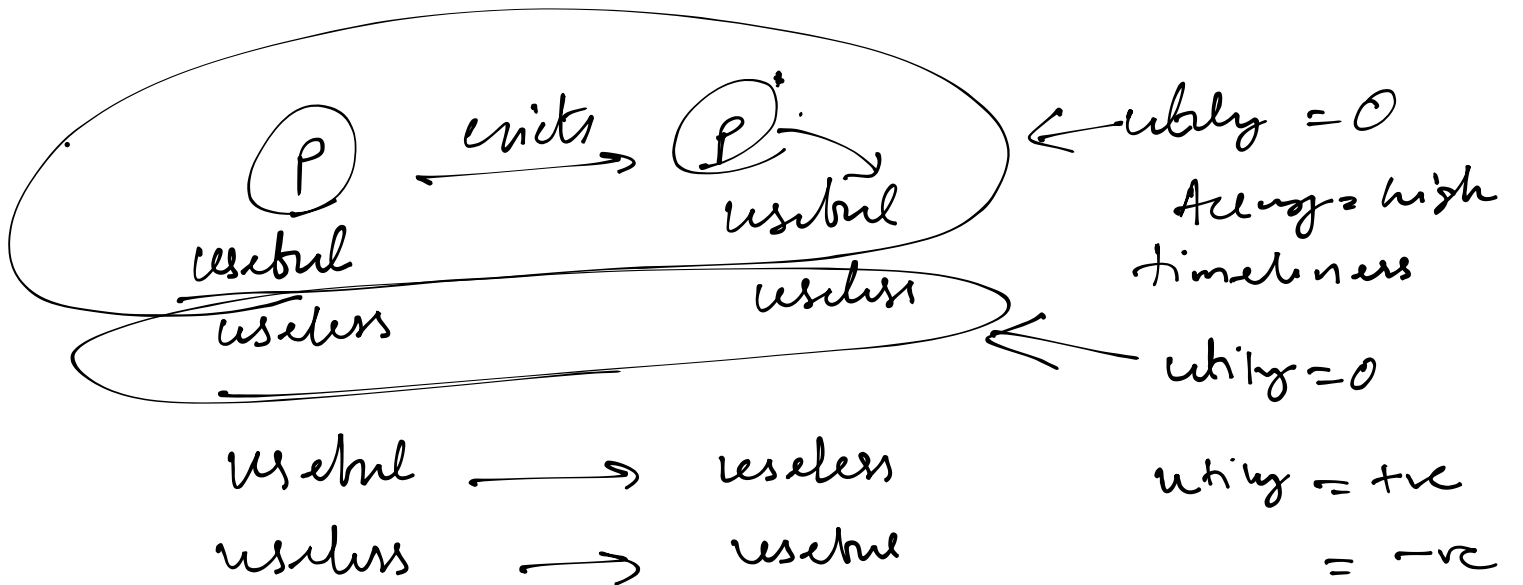 P evicts P* utility = 0
useful useful Accuracy = high
timeliness
useless useless
utility = 0
useful → useless utility = +ve
useless → useful = -ve